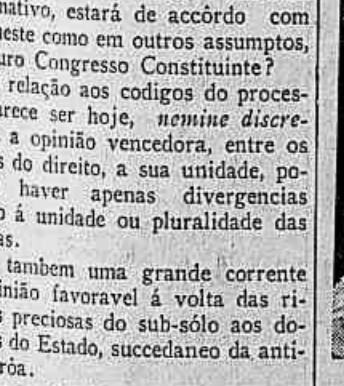 nativo, estará de accôrdo com
neste como em outros assumptos,
uro Congresso Constituinte?
relação aos codigos do proces-
arece ser hoje, nemine discre-
a opinião vencedora, entre os
s do direito, a sua unidade, po-
haver apenas divergencias
o á unidade ou pluralidade das
as.
tambem uma grande corrente
inião favoravel á volta das ri-
s preciosas do sub-sólo aos do-
s do Estado, succedaneo da anti-
rôa.